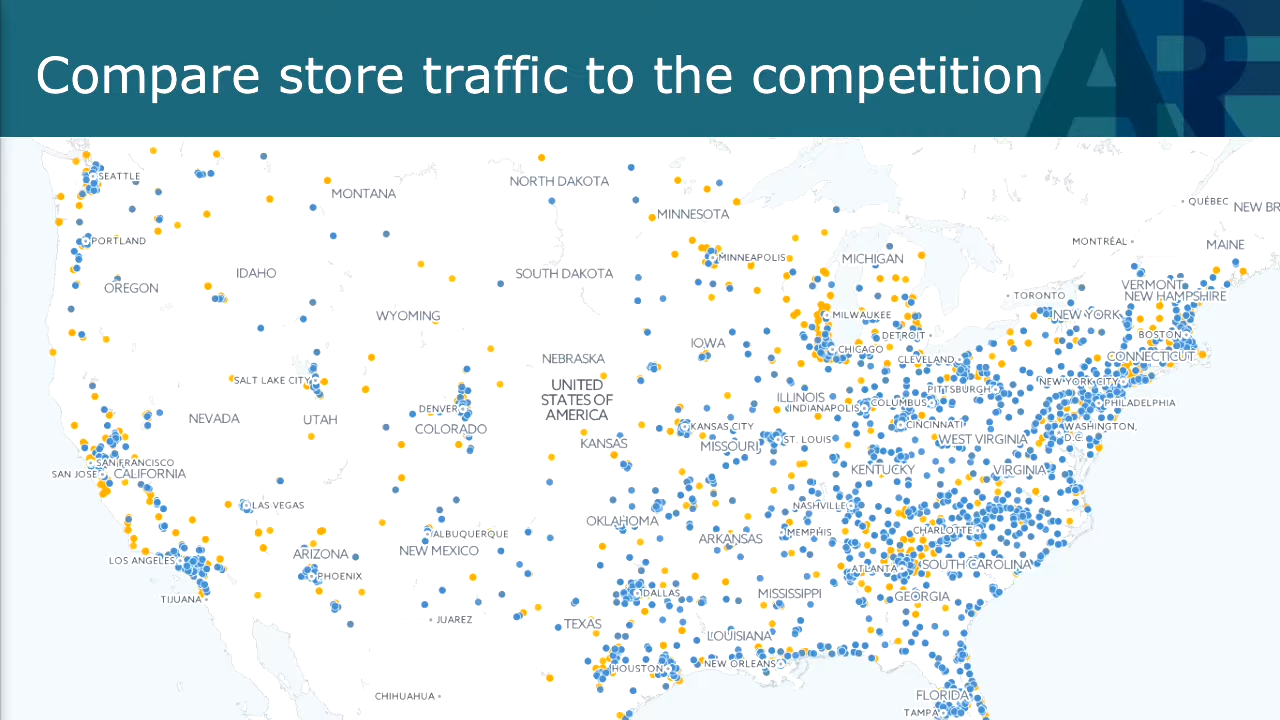 Compare store traffic to the competition
ARF
SEATTLE
MONTANA
NORTH DAKOTA
MINNESOTA
QUÉBEC
NEW BR
PORTLAND
MONTRÉAL
MAINE
IDAHO
SOUTH DAKOTA
MINNEAPOLIS
MICHIGAN
OREGON
VERMONT
NEW HAMPSHIRE
TORONTO
WYOMING
MILWAUKEE
NEW YORK
DETROIT
BOSTON
IOWA
CHICAGO
NEBRASKA
CLEVELAND
CONNECTICUT
SALT LAKE CITY
UNITED
STATES OF
AMERICA
NEW YORK CITY
PITTSBURGH
ILLINOIS
DENVER
INDIANAPOLIS
COLUMBUS
PHILADELPHIA
NEVADA
UTAH
COLORADO
KANSAS CITY
CINCINNATI
WASHINGTON,
D.C.
KANSAS
MISSOURI
ST. LOUIS
WEST VIRGINIA
SAN FRANCISCO
SAN JOSE
CALIFORNIA
KENTUCKY
VIRGINIA
LAS VEGAS
NASHVILLE
OKLAHOMA
ALBUQUERQUE
MEMPHIS
CHARLOTTE
ARKANSAS
ARIZONA
NEW MEXICO
LOS ANGELES
ATLANTA
SOUTH CAROLINA
PHOENIX
TIJUANA
DALLAS
MISSISSIPPI
GEORGIA
JUAREZ
TEXAS
LOUISIANA
HOUSTON
NEW ORLEANS
CHIHUAHUA
FLORIDA
TAMPA